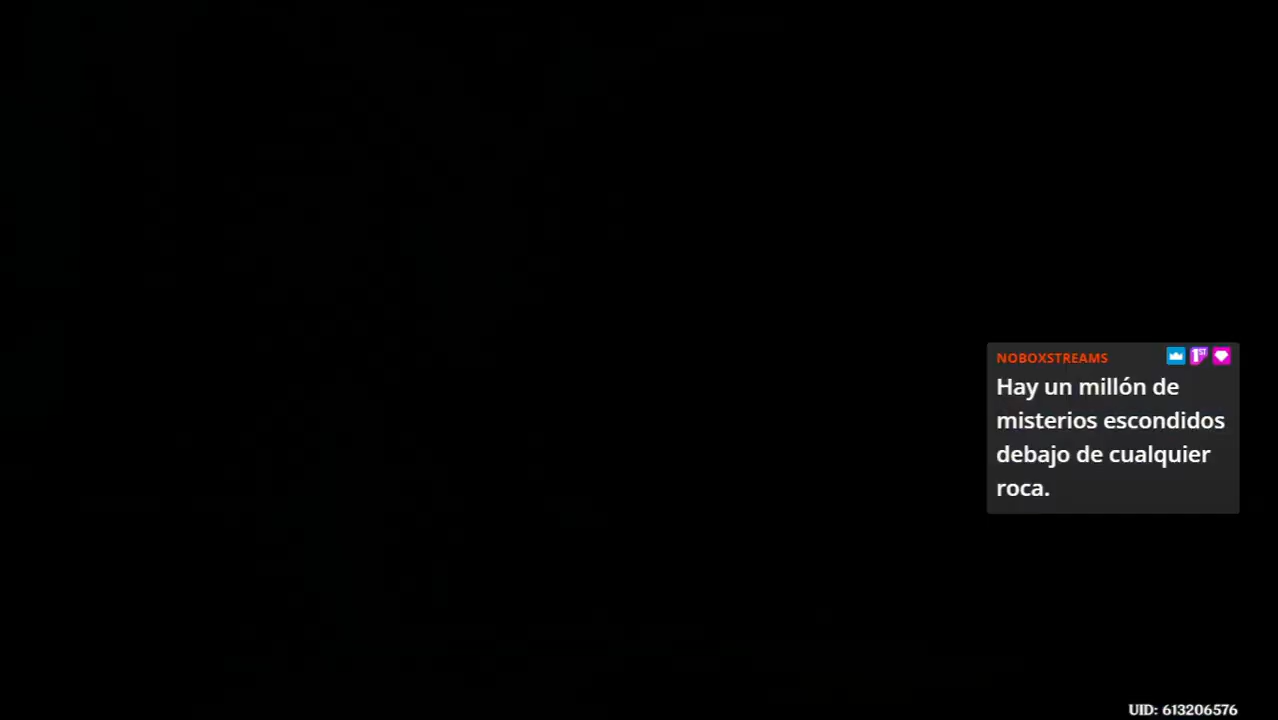 NOBOXSTREAMS
Hay un millón de
misterios escondidos
debajo de cualquier
roca.
UID: 613206576